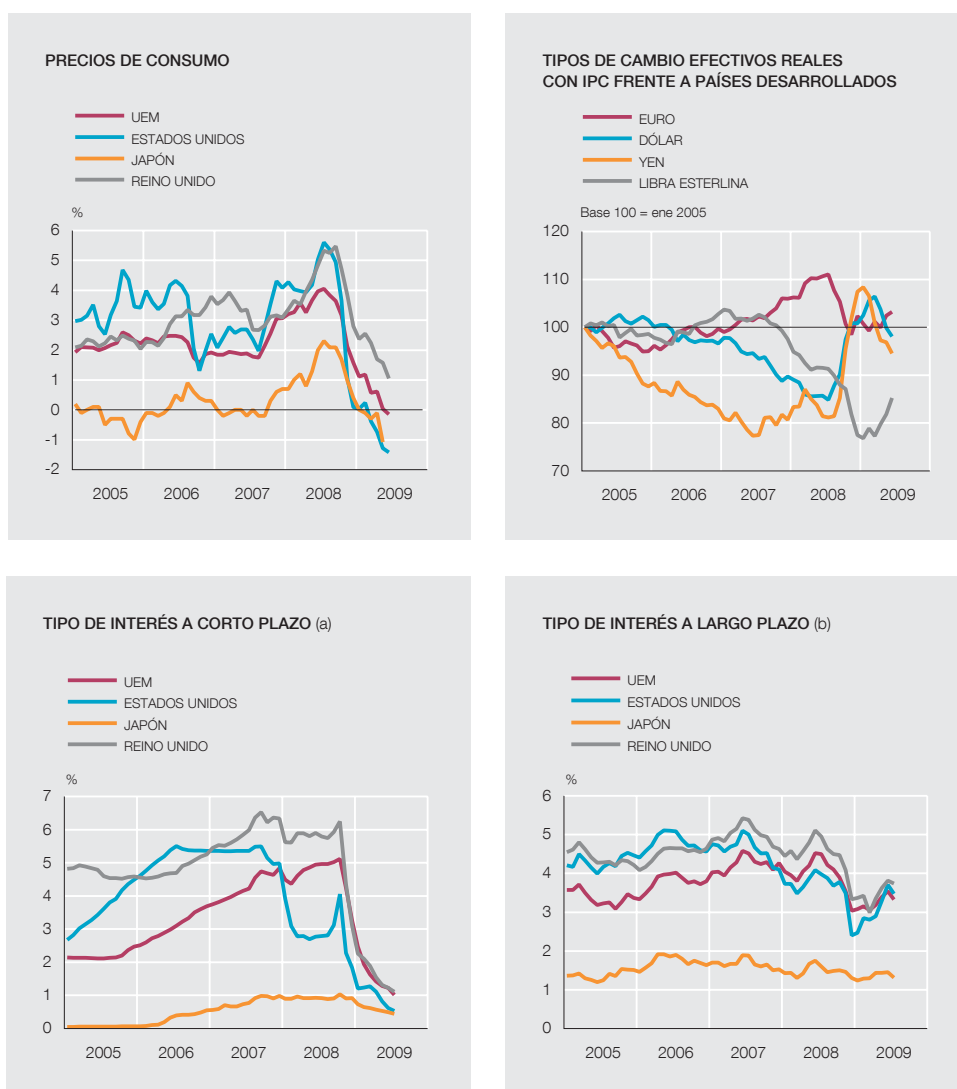 PRECIOS DE CONSUMO
UEM
ESTADOS UNIDOS
JAPÓN
REINO UNIDO
%
6
5
4
3
2
1
0
-1
-2
2005 2006 2007 2008 2009
TIPOS DE CAMBIO EFECTIVOS REALES
CON IPC FRENTE A PAÍSES DESARROLLADOS
EURO
DÓLAR
YEN
LIBRA ESTERLINA
Base 100 = ene 2005
120
110
100
90
80
70
2005 2006 2007 2008 2009
TIPO DE INTERÉS A CORTO PLAZO (a)
UEM
ESTADOS UNIDOS
JAPÓN
REINO UNIDO
%
7
6
5
4
3
2
1
0
2005 2006 2007 2008 2009
TIPO DE INTERÉS A LARGO PLAZO (b)
UEM
ESTADOS UNIDOS
JAPÓN
REINO UNIDO
%
6
5
4
3
2
1
0
2005 2006 2007 2008 2009